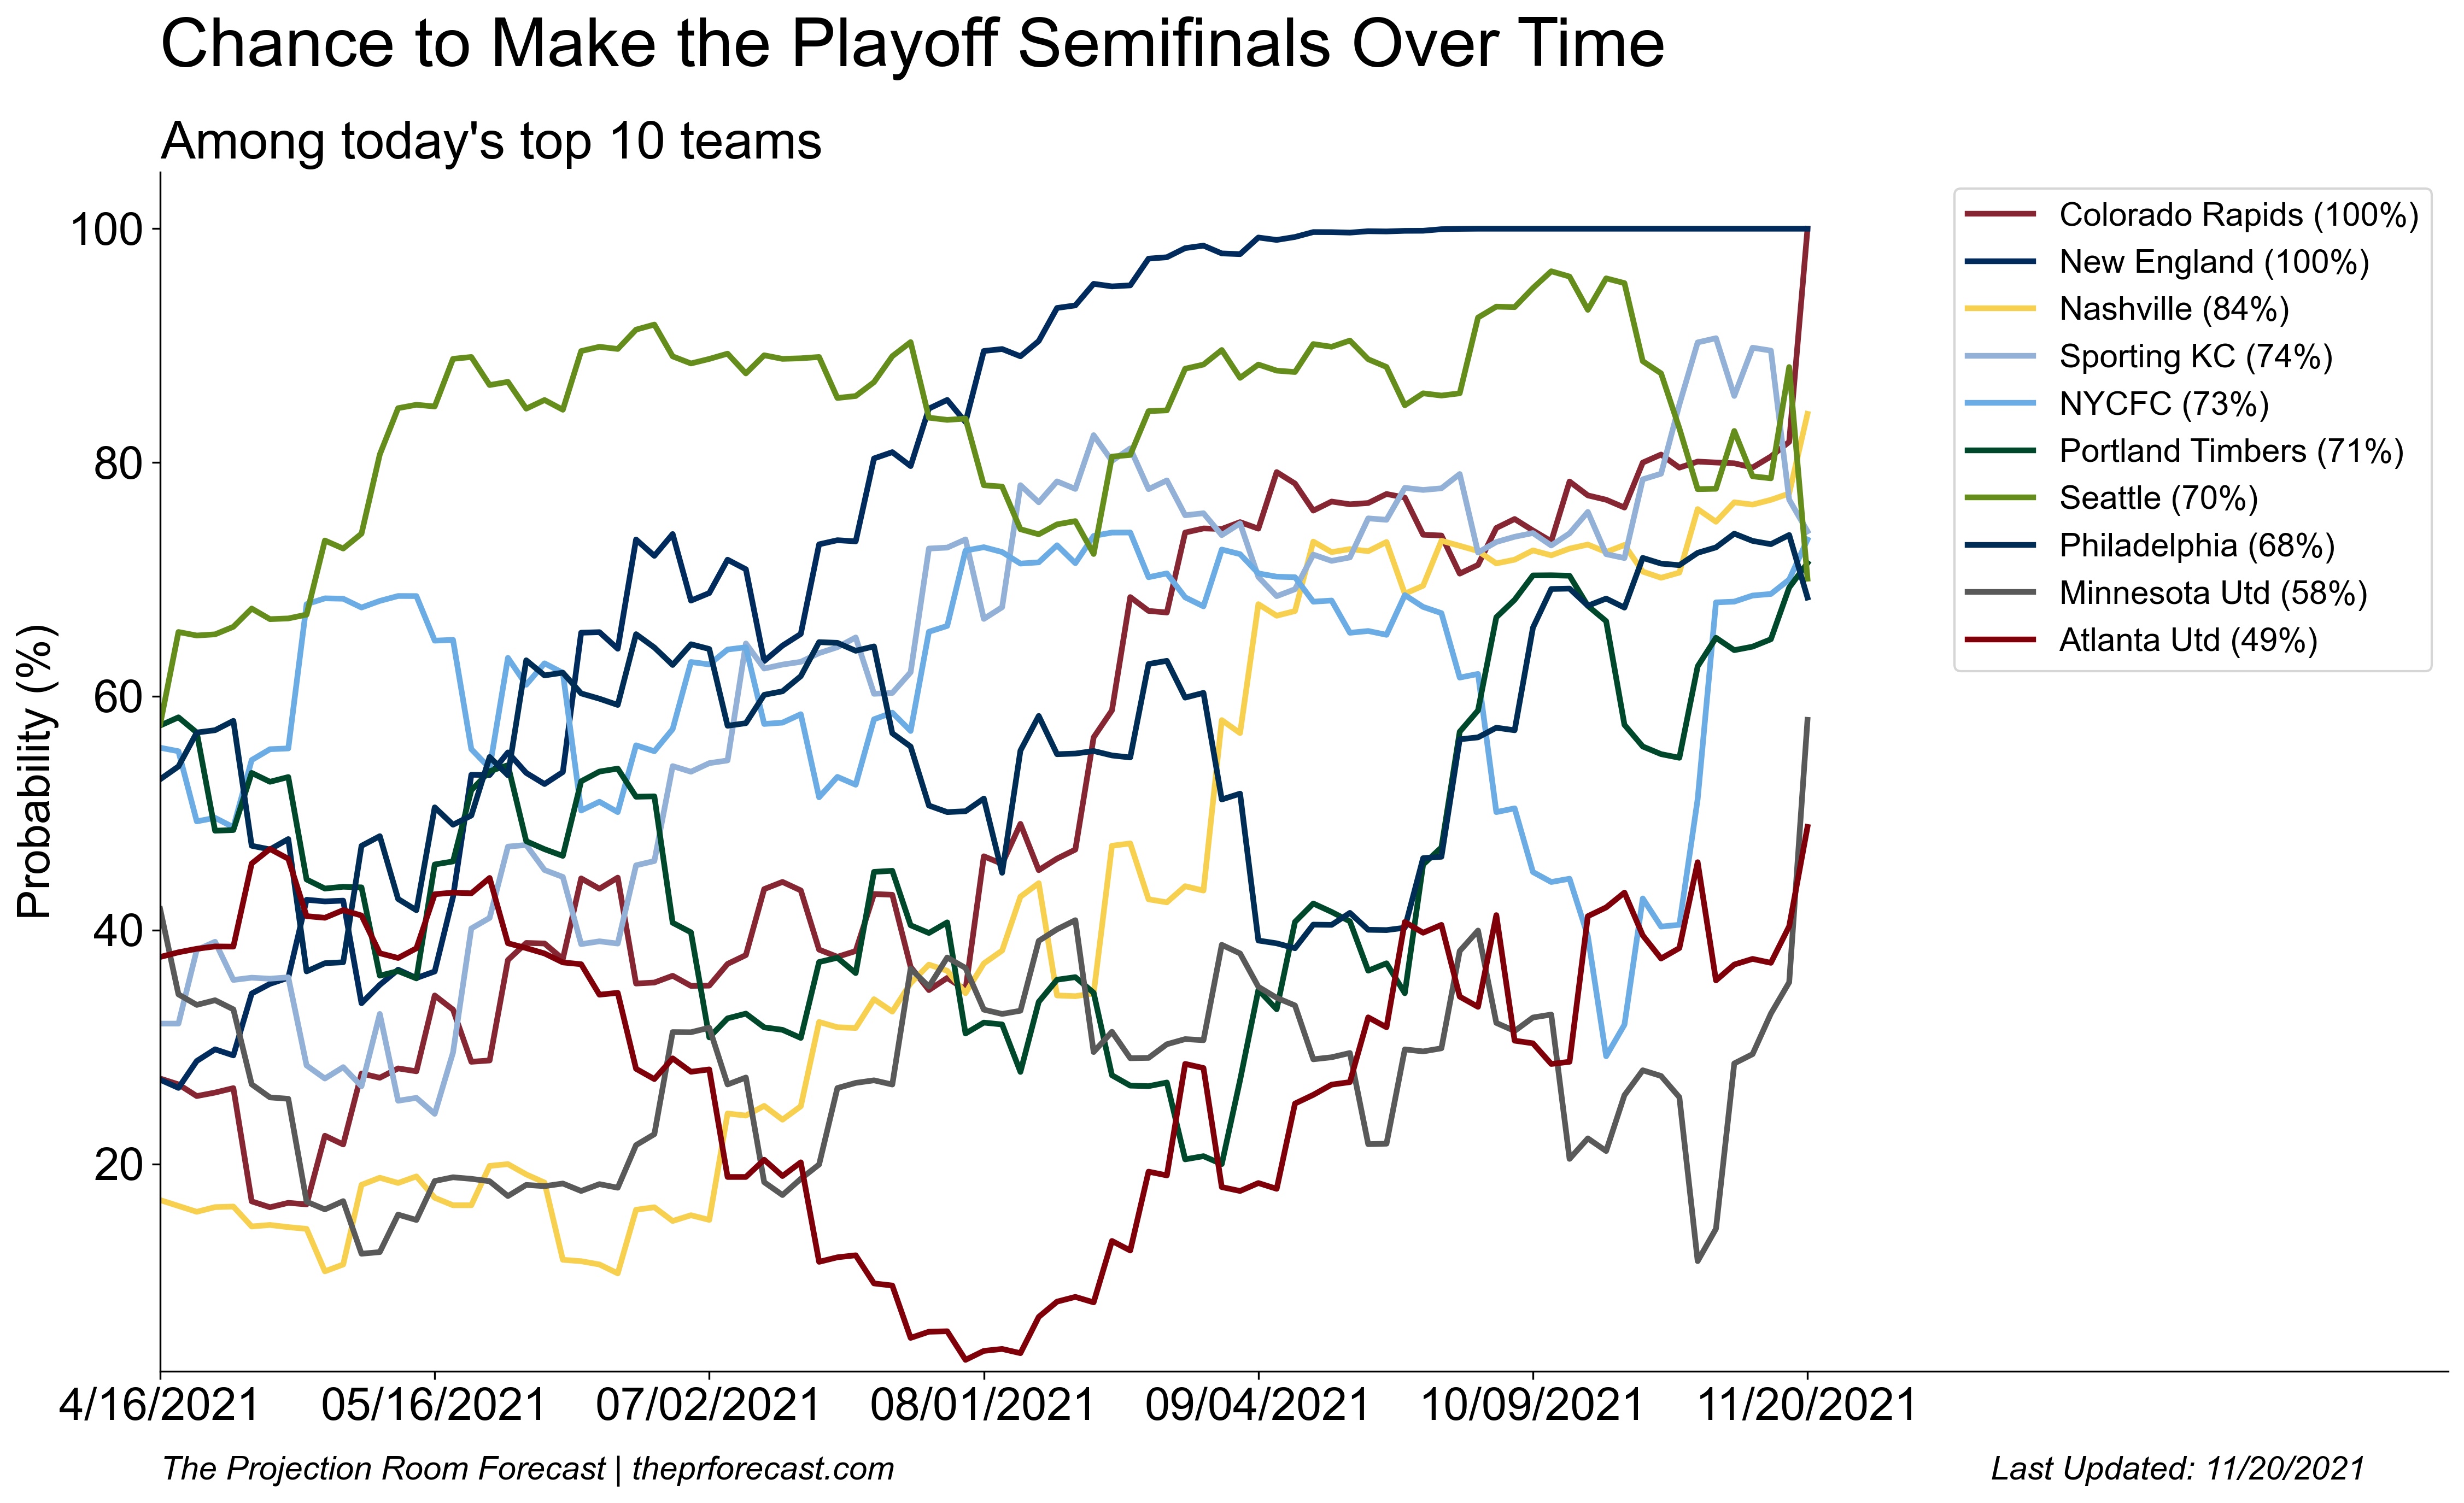 Chance to Make the Playoff Semifinals Over Time
Among today's top 10 teams
Probability (%)
100
80
60
40
20
4/16/2021
05/16/2021
07/02/2021
08/01/2021
09/04/2021
10/09/2021
11/20/2021
Colorado Rapids (100%)
New England (100%)
Nashville (84%)
Sporting KC (74%)
NYCFC (73%)
Portland Timbers (71%)
Seattle (70%)
Philadelphia (68%)
Minnesota Utd (58%)
Atlanta Utd (49%)
The Projection Room Forecast | theprforecast.com
Last Updated: 11/20/2021